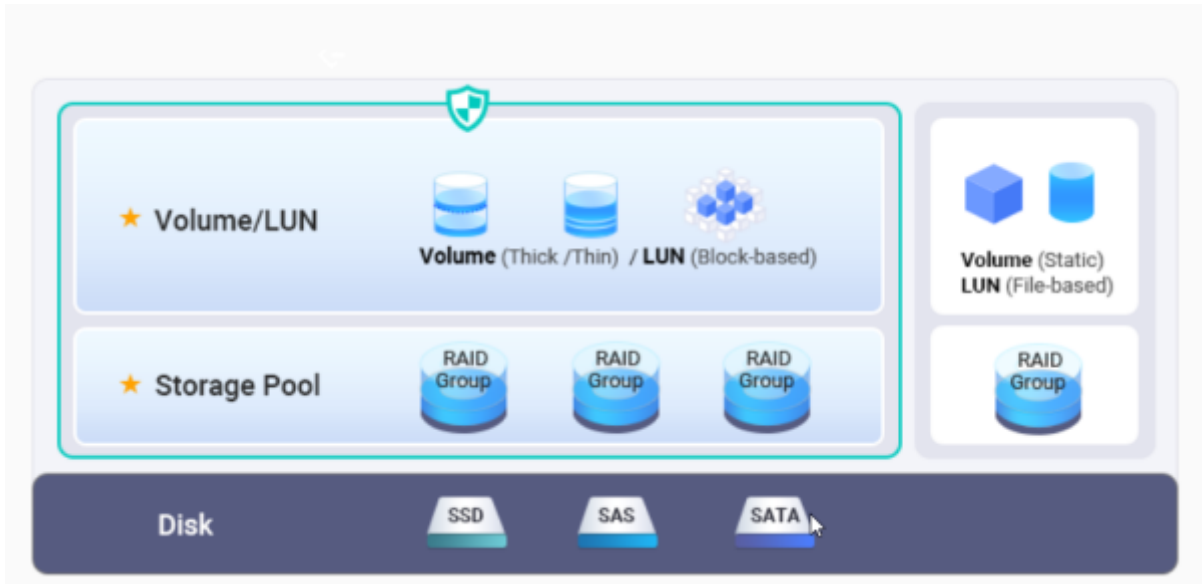 Volume/LUN
Volume (Thick /Thin) / LUN (Block-based)
Volume (Static)
LUN (File-based)
Storage Pool
RAID
Group
RAID
Group
RAID
Group
RAID
Group
Disk
SSD
SAS
SATA